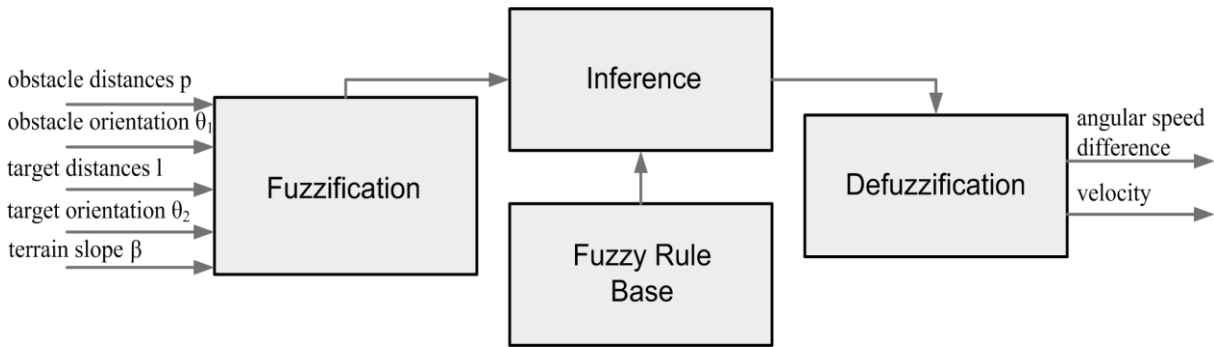 obstacle distances p
obstacle orientation θ₁
target distances l
target orientation θ₂
terrain slope β
Fuzzification
Inference
Fuzzy Rule
Base
Defuzzification
angular speed
difference
velocity